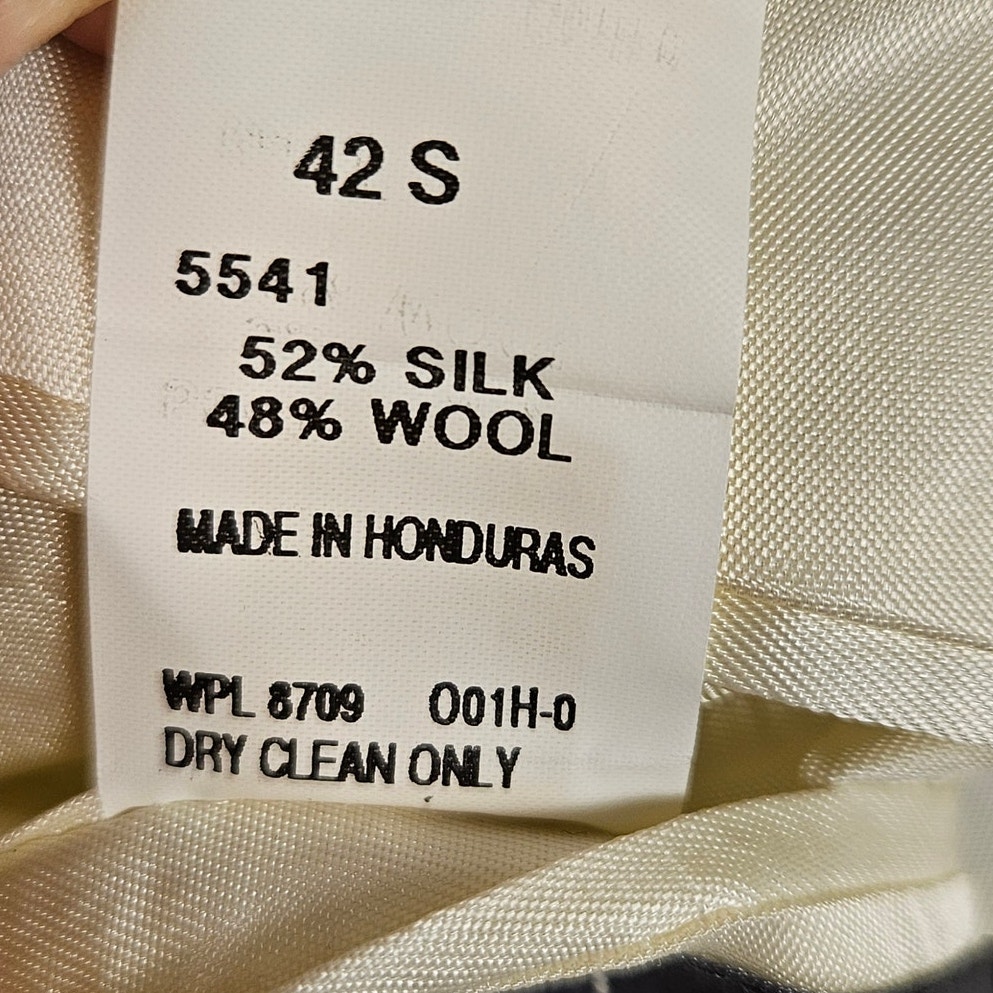 42 S
5541
52% SILK
48% WOOL
MADE IN HONDURAS
WPL 8709 O01H-0
DRY CLEAN ONLY